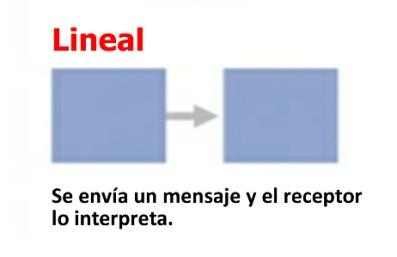 Lineal
Se envía un mensaje y el receptor
lo interpreta.